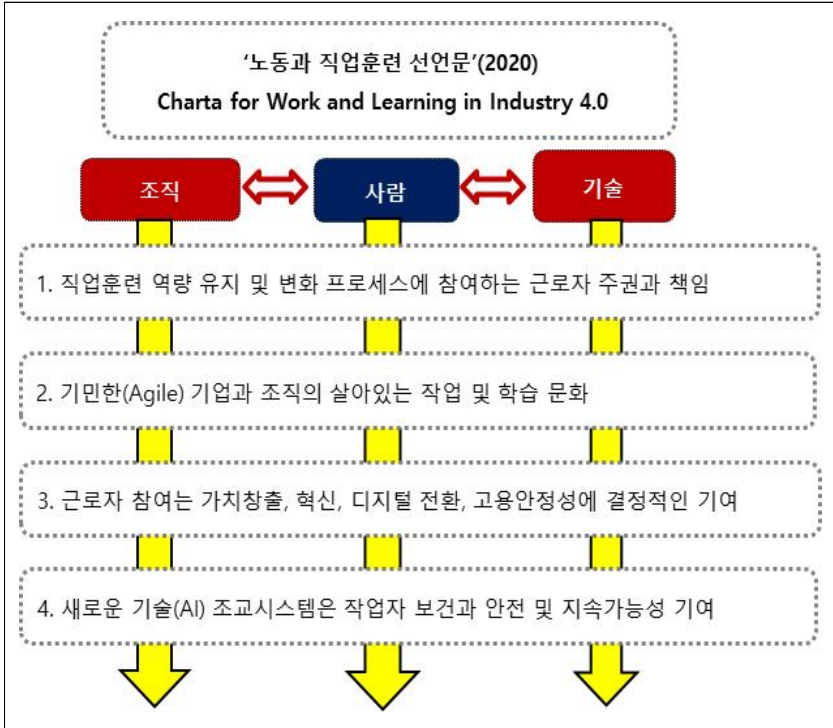 ‘노동과 직업훈련 선언문’(2020)
Charta for Work and Learning in Industry 4.0
조직
사람
기술
1. 직업훈련 역량 유지 및 변화 프로세스에 참여하는 근로자 주권과 책임
2. 기민한(Agile) 기업과 조직의 살아있는 작업 및 학습 문화
3. 근로자 참여는 가치창출, 혁신, 디지털 전환, 고용안정성에 결정적인 기여
4. 새로운 기술(AI) 조교시스템은 작업자 보건과 안전 및 지속가능성 기여